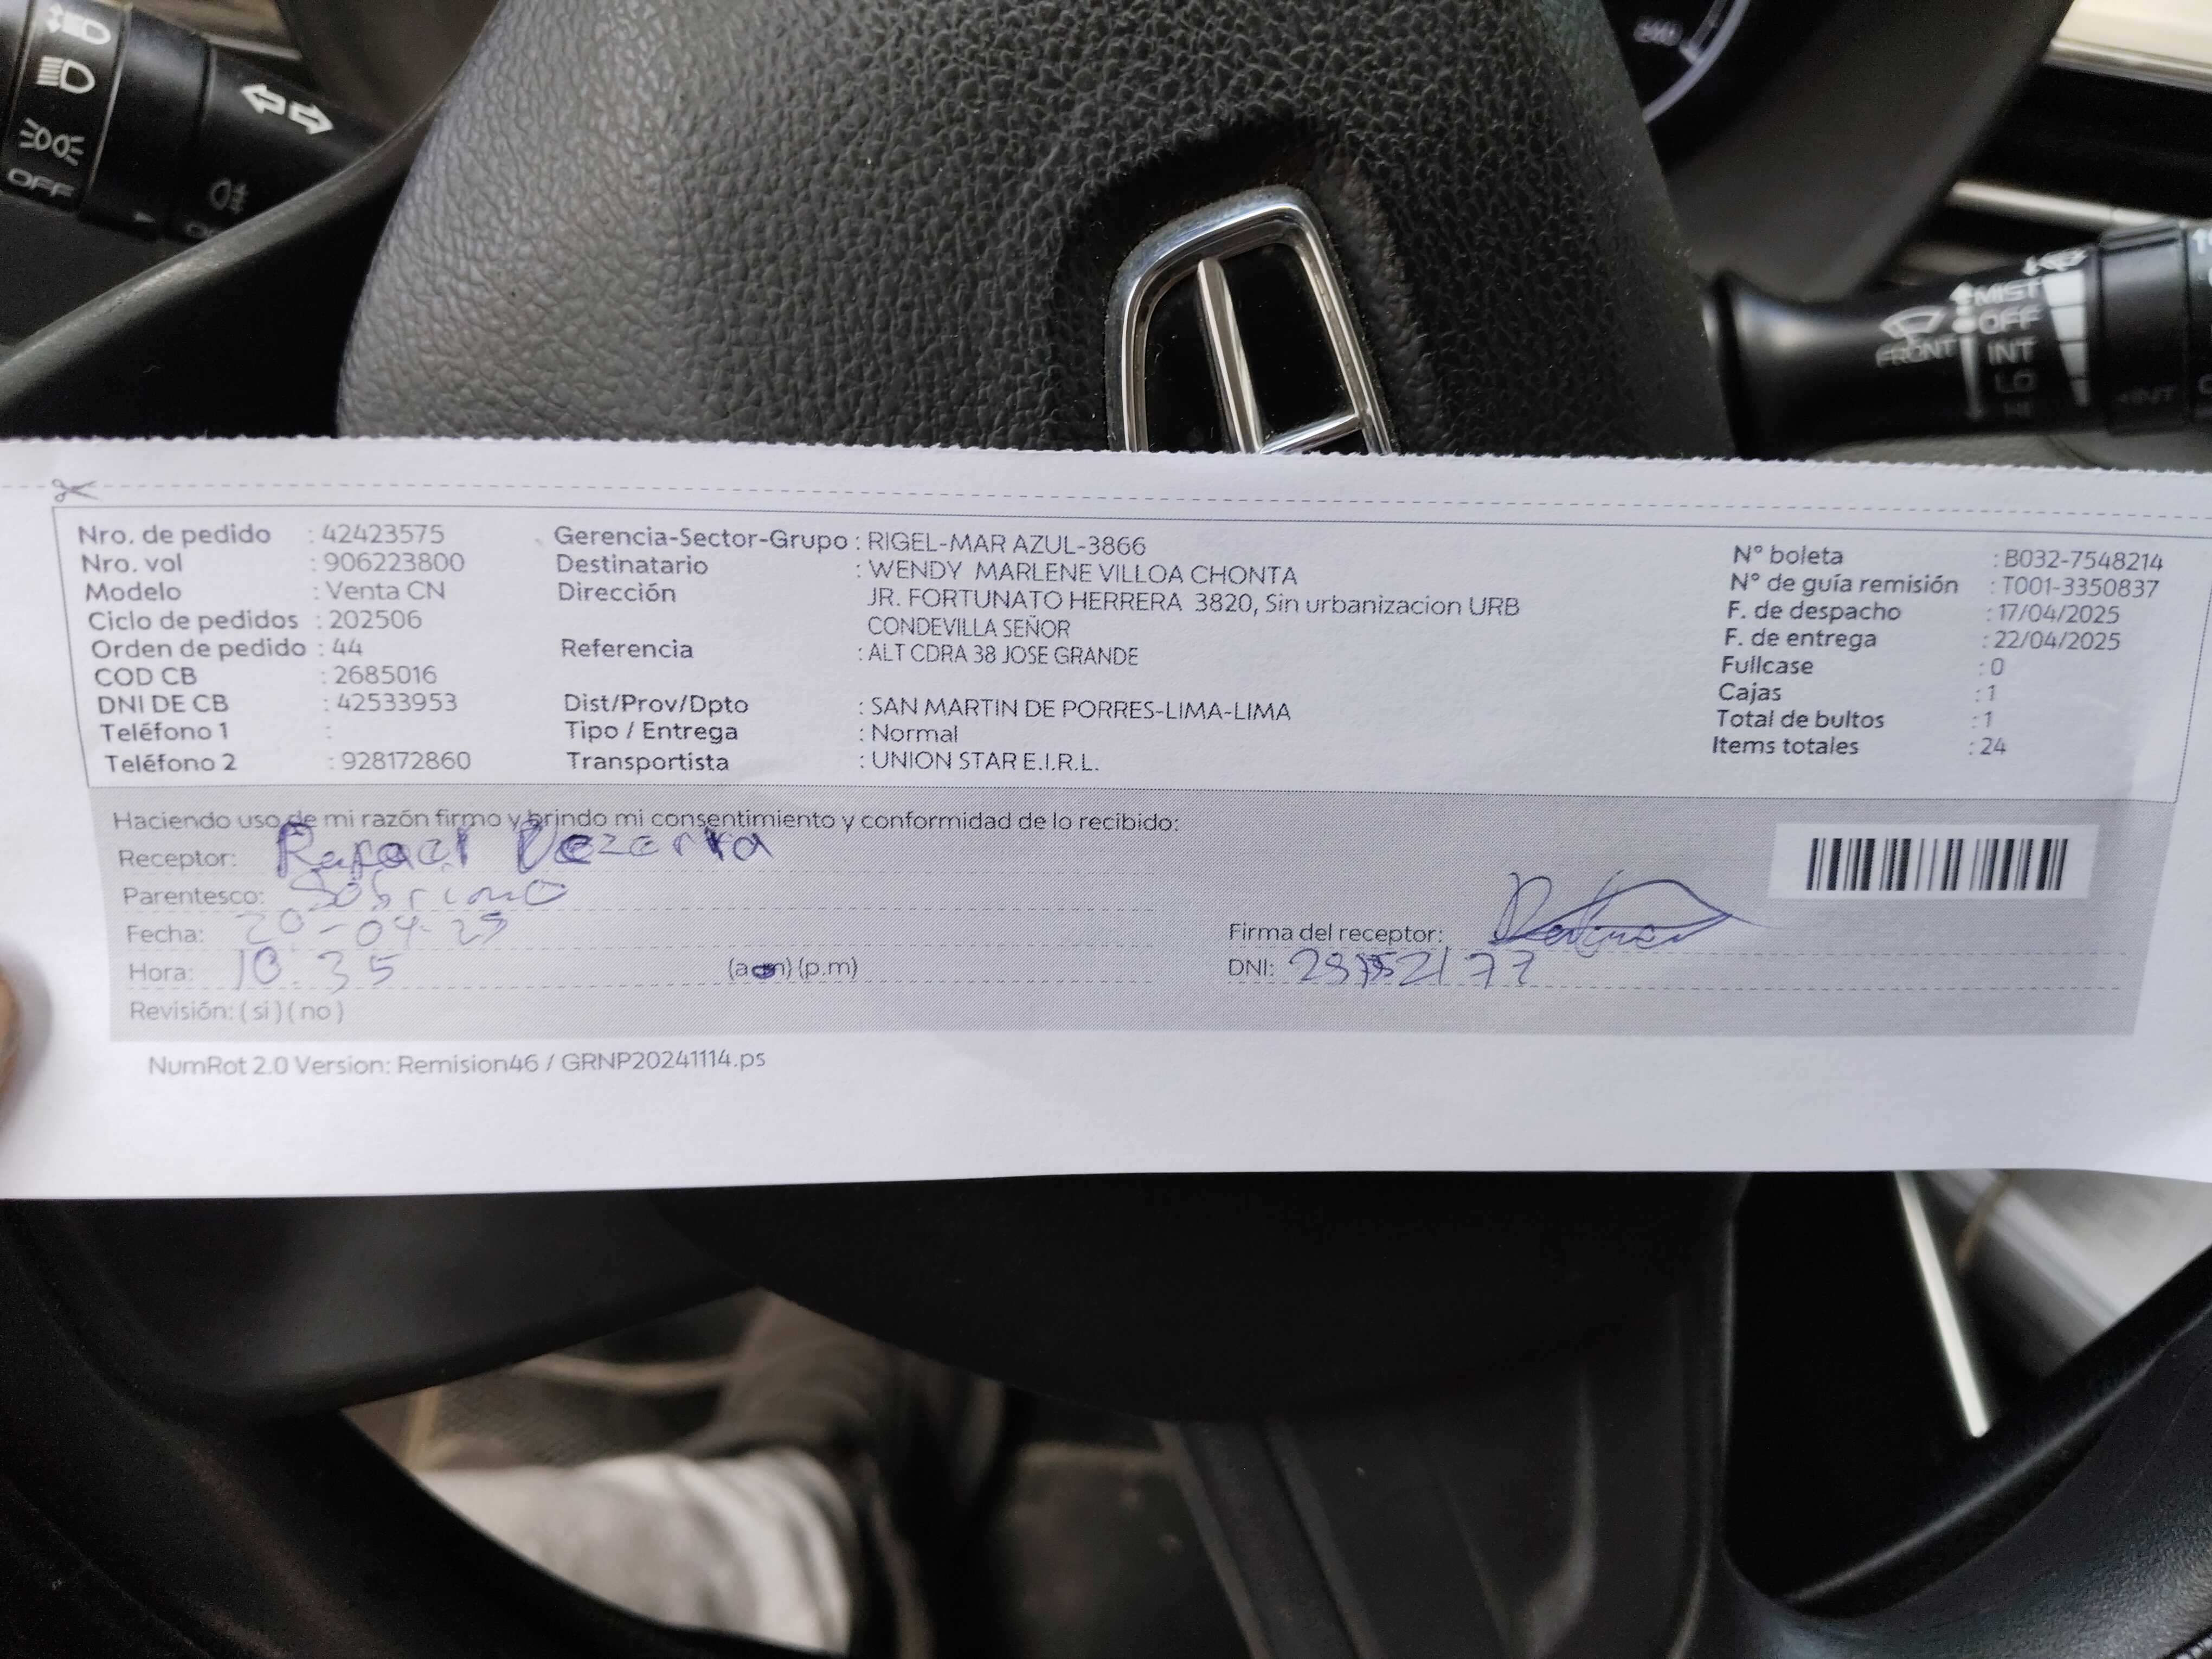 OFF
MIST
OFF
FRONT
INT
LO
HI
Nro. de pedido : 42423575
Nro. vol : 906223800
Modelo : Venta CN
Ciclo de pedidos : 202506
Orden de pedido : 44
COD CB : 2685016
DNI DE CB : 42533953
Teléfono 1 :
Teléfono 2 : 928172860
Gerencia-Sector-Grupo : RIGEL-MAR AZUL-3866
Destinatario : WENDY MARLENE VILLOA CHONTA
Dirección JR. FORTUNATO HERRERA 3820, Sin urbanizacion URB
CONDEVILLA SEÑOR
Referencia : ALT CDRA 38 JOSE GRANDE
Dist/Prov/Dpto : SAN MARTIN DE PORRES-LIMA-LIMA
Tipo / Entrega : Normal
Transportista : UNION STAR E.I.R.L.
N° boleta : B032-7548214
N° de guía remisión : T001-3350837
F. de despacho : 17/04/2025
F. de entrega : 22/04/2025
Fullcase : 0
Cajas : 1
Total de bultos : 1
Items totales : 24
Haciendo uso de mi razón firmo y brindo mi consentimiento y conformidad de lo recibido:
Receptor: Rafael
Parentesco: Sobrino
Fecha: 20-04-25
Hora: 10:35 (a.m) (p.m)
Revisión: ( si ) ( no )
Firma del receptor:
DNI:
NumRot 2.0 Version: Remision46 / GRNP20241114.ps